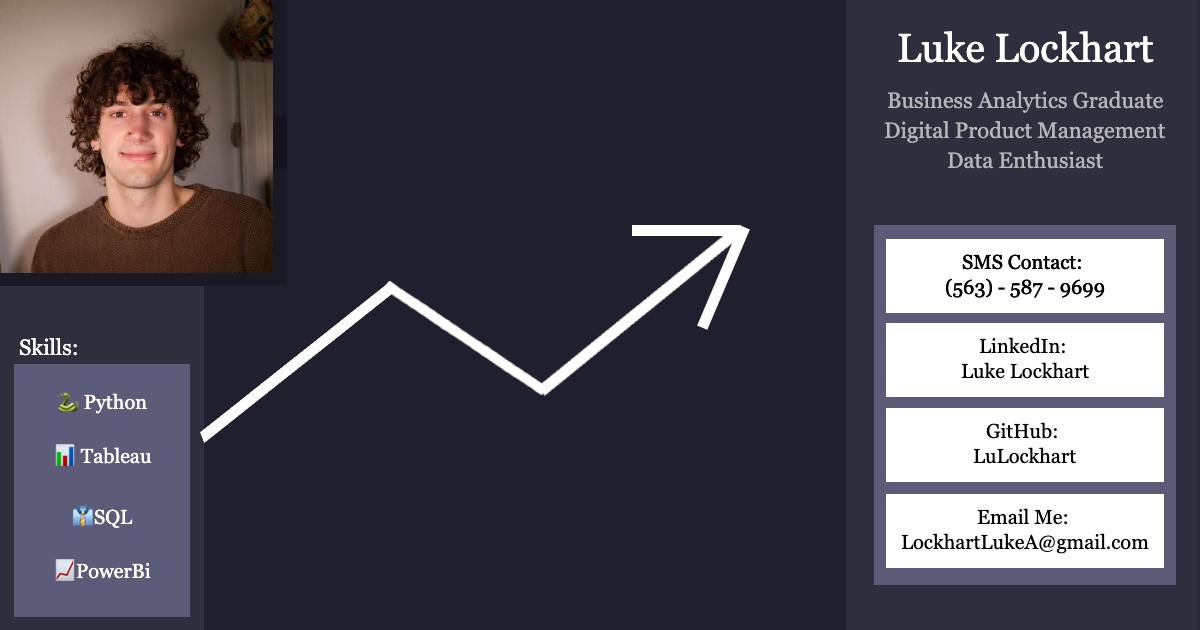 Luke Lockhart
Business Analytics Graduate
Digital Product Management
Data Enthusiast
SMS Contact:
(563) - 587 - 9699
LinkedIn:
Luke Lockhart
GitHub:
LuLockhart
Email Me:
LockhartLukeA@gmail.com
Skills:
🐍 Python
📊 Tableau
👔SQL
📈PowerBi